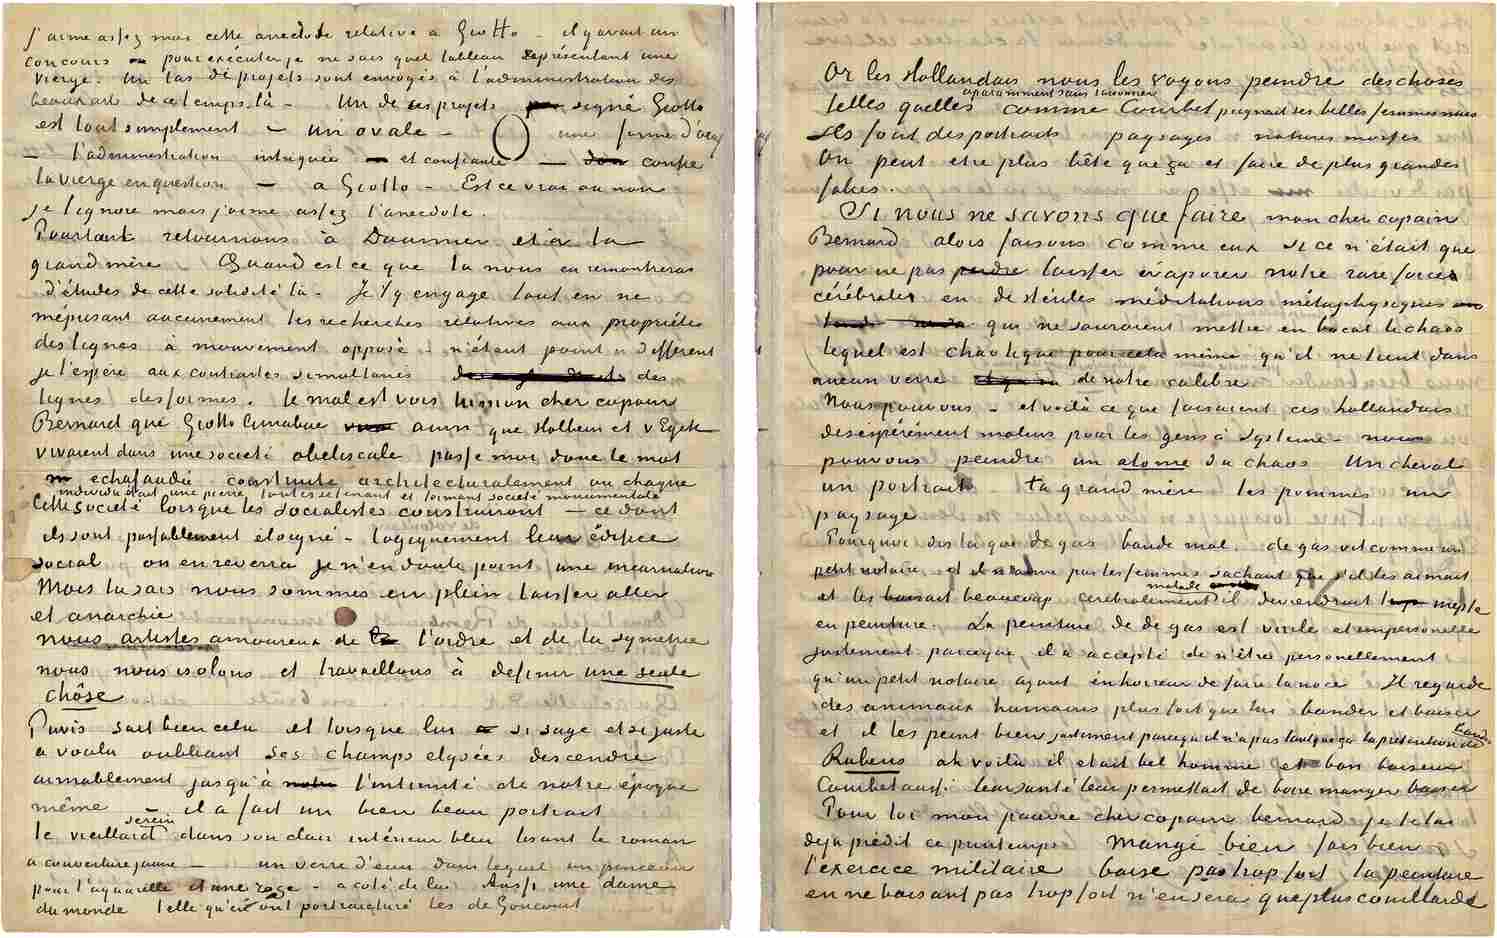 J'aime assez moi cette anecdote relative à Giotto – il y avait un
concours pour exécuter je ne sais quel tableau représentant une
vierge. Un tas de projets sont envoyés à l'administration des
beauxarts de ce temps là – Un de ces projets signé Giotto
est tout simplement – un ovale – une forme d'œuf
– l'administration intriguée et confiante – confie
la vierge en question – a Giotto – Est ce vrai ou non
je l'ignore mais j'aime assez l'anecdote.
Pourtant retournons à Daumier et à ta
grand mère Quand est ce que tu nous en remontreras
d'études de cette solidité là – Je t'y engage tout en ne
méprisant aucunement tes recherches relatives aux propriétés
des lignes à mouvement opposé – n'étant point indifférent
je l'espère aux contrastes simultanés des
lignes des formes. le mal est vois tu mon cher copain
Bernard que Giotto Cimabue ainsi que Holbein et v Eyck
vivaient dans une société obeliscale passe moi donc le mot
echafaudée construite architecturalement ou chaque
individu était une pierre toutes se tenant et formant société monumentale
Cette société lorsque les socialistes construiront – ce dont
ils sont passablement éloigné – logiquement leur édifice
social on en reverra je n'en doute point une incarnation
Mais tu sais nous sommes en plein laisser aller
et anarchie
nous artistes amoureux de l'ordre et de la symetrie
nous nous isolons et travaillons à définir une seule
chôse
Puvis sait bien cela et lorsque lui si sage et si juste
a voulu oubliant ses champs elysées descendre
aimablement jusqu'à l'intimité de notre époque
même – il a fait un bien beau portrait
le vieillard serein dans son clair intérieur bleu lisant le roman
a couverture jaune – un verre d'eau dans lequel un pinceau
pour l'aquarelle et une rose – a coté de lui Aussi une dame
du monde telle qu'en ont portraicturé les de Goncourt
Or les Hollandais nous les voyons peindre des choses
telles quelles aparamment sans raisonner comme Courbet peignait ses belles femmes nues
Ils font des portraits paysages natures mortes
On peut etre plus bête que ça et faire de plus grandes
folies.
Si nous ne savons que faire mon cher copain
Bernard alors faisons comme eux si ce n'était que
pour ne pas laisser évaporer notre rare forces
cérébrales en de stériles méditations métaphysiques
qui ne sauraient mettre en bocal le chaos
lequel est chaotique pour cela même qu'il ne tient dans
aucun verre de notre calibre
Nous pouvons – et voilà ce que faisaient ces hollandais
désespérément malins pour les gens à système – nous
pouvons peindre un atome du chaos Un cheval
un portrait – ta grand mère les pommes un
paysage
Pourquoi dis tu que de gas bande mal. de gas vit comme un
petit notaire et il n'aime pas les femmes sachant que s'il les aimait
et les baisait beaucoup cerebralement malade il deviendrait inepte
en peinture. La peinture de de gas est virile et impersonelle
justement parceque il a accepté de n'être personellement
qu'un petit notaire ayant en horreur de faire la noce Il regarde
des animaux humains plus fort que lui bander et baiser
et il les peint bien justement parcequ'il n'a pas tant que ça la prétention de bander
Rubens ah voilà il etait bel homme et bon baiseur
Courbet aussi leur santé leur permettait de boire manger baiser
Pour toi mon pauvre cher copain bernard je te l'ai
deja prédit ce printemps Mange bien fais bien
l'exercice militaire baise pas trop fort ta peinture
en ne baisant pas trop fort n'en sera que plus couillarde